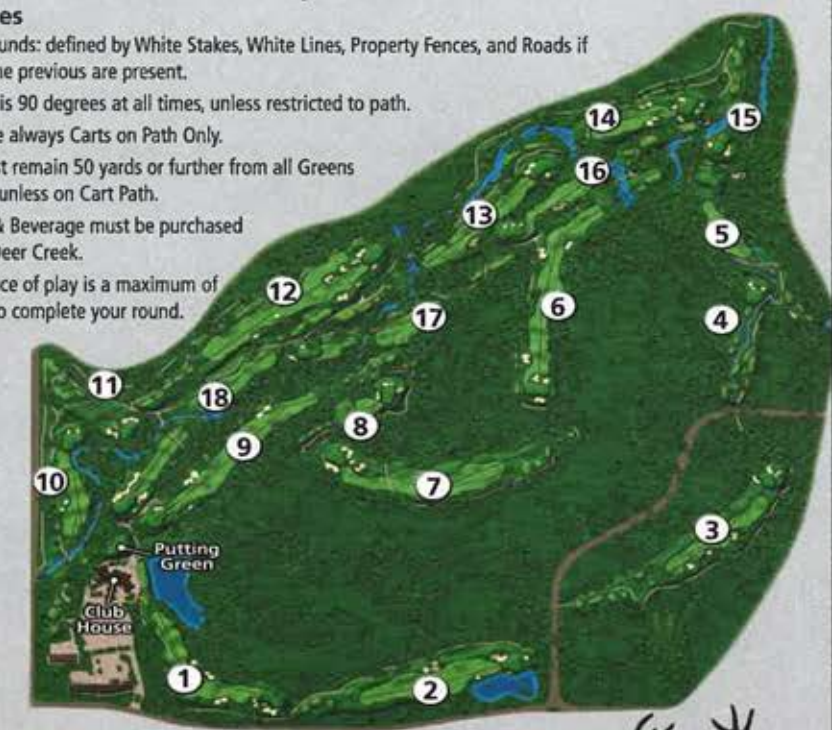 es
unds: defined by White Stakes, White Lines, Property Fences, and Roads if
ne previous are present.
is 90 degrees at all times, unless restricted to path.
e always Carts on Path Only.
t remain 50 yards or further from all Greens
unless on Cart Path.
& Beverage must be purchased
Deer Creek.
ce of play is a maximum of
o complete your round.
14
15
16
13
5
12
6
4
17
11
18
8
9
10
7
3
Putting
Green
Club
House
1
2